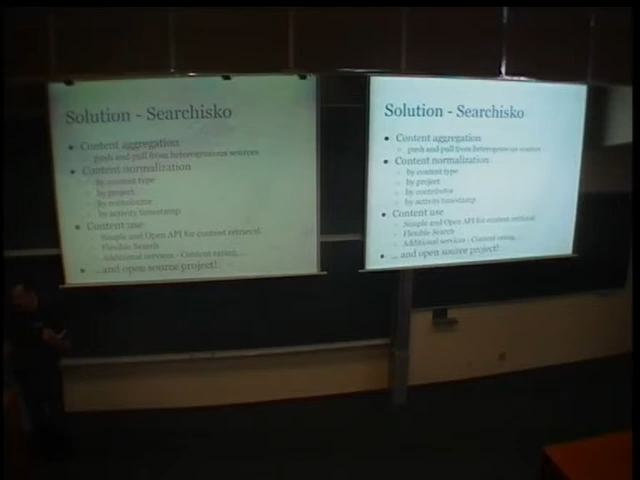 Solution - Searchisko
● Content aggregation
○ push and pull from heterogeneous sources
● Content normalization
○ by content type
○ by project
○ by contributor
○ by activity timestamp
● Content use
○ Simple and Open API for content retrieval
○ Flexible Search
○ Additional services - Content rating,...
● ...and open source project!
Solution - Searchisko
● Content aggregation
○ push and pull from heterogeneous sources
● Content normalization
○ by content type
○ by project
○ by contributor
○ by activity timestamp
● Content use
○ Simple and Open API for content retrieval
○ Flexible Search
○ Additional services - Content rating,...
● ... and open source project!